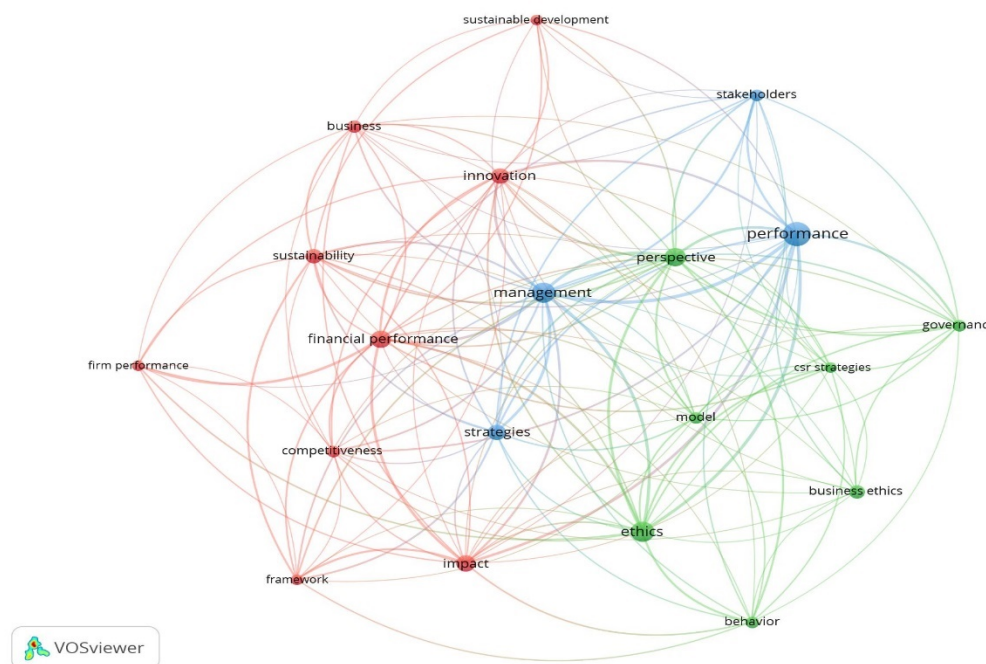 sustainable development
stakeholders
business
innovation
performance
sustainability
perspective
management
governanc
financial performance
firm performance
csr strategies
model
strategies
competitiveness
business ethics
ethics
impact
framework
behavior
VOSviewer